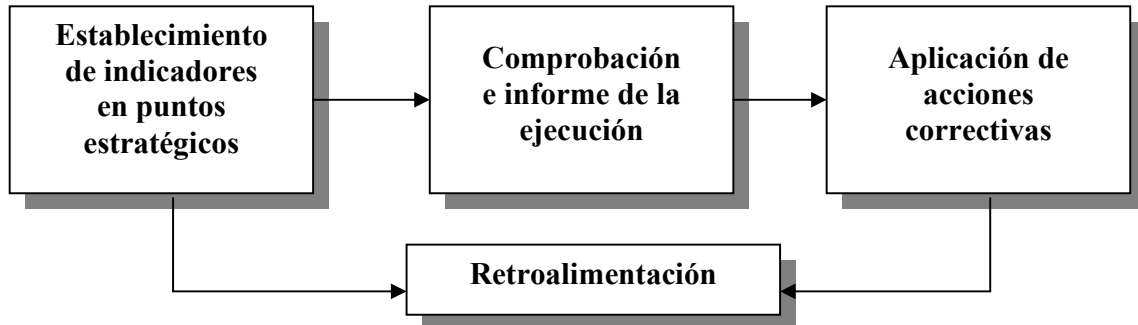 Establecimiento
de indicadores
en puntos
estratégicos
Comprobación
e informe de la
ejecución
Aplicación de
acciones
correctivas
Retroalimentación